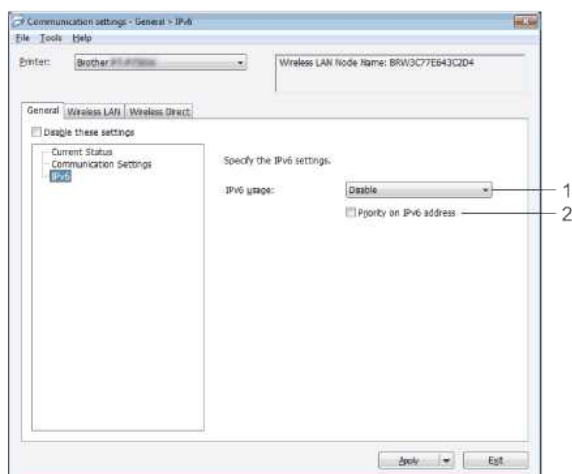 Communication settings - General > IPv6
File Tools Help
Printer: Brother
Wireless LAN Node Name: BRW3C77E643C2D4
General Wireless LAN Wireless Direct
Disable these settings
Current Status
Communication Settings
IPv6
Specify the IPv6 settings.
IPv6 usage: Disable 1
Priority on IPv6 address 2
Apply Exit